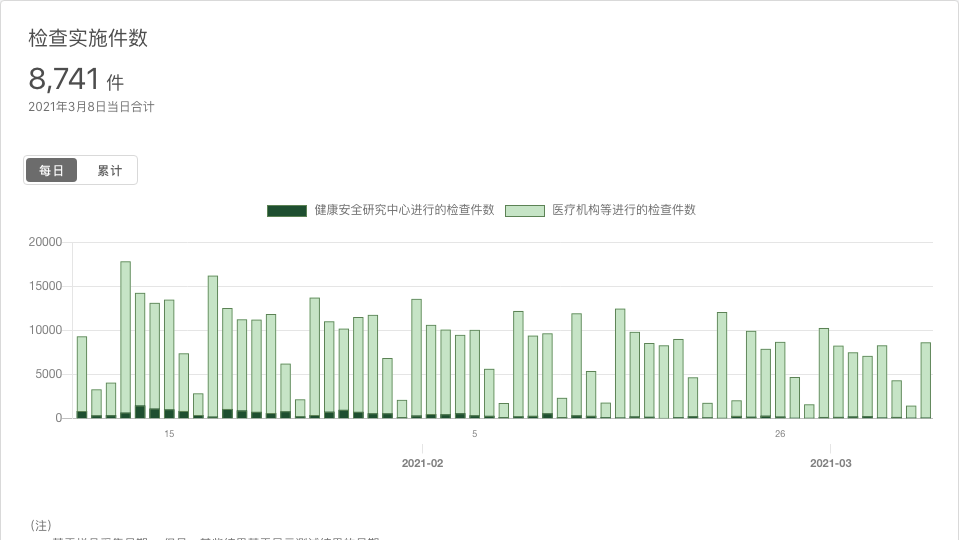 检查实施件数
8,741 件
2021年3月8日当日合计
每日 累计
健康安全研究中心进行的检查件数 医疗机构等进行的检查件数
20000
15000
10000
5000
0
15 5 26
2021-02 2021-03
(注)